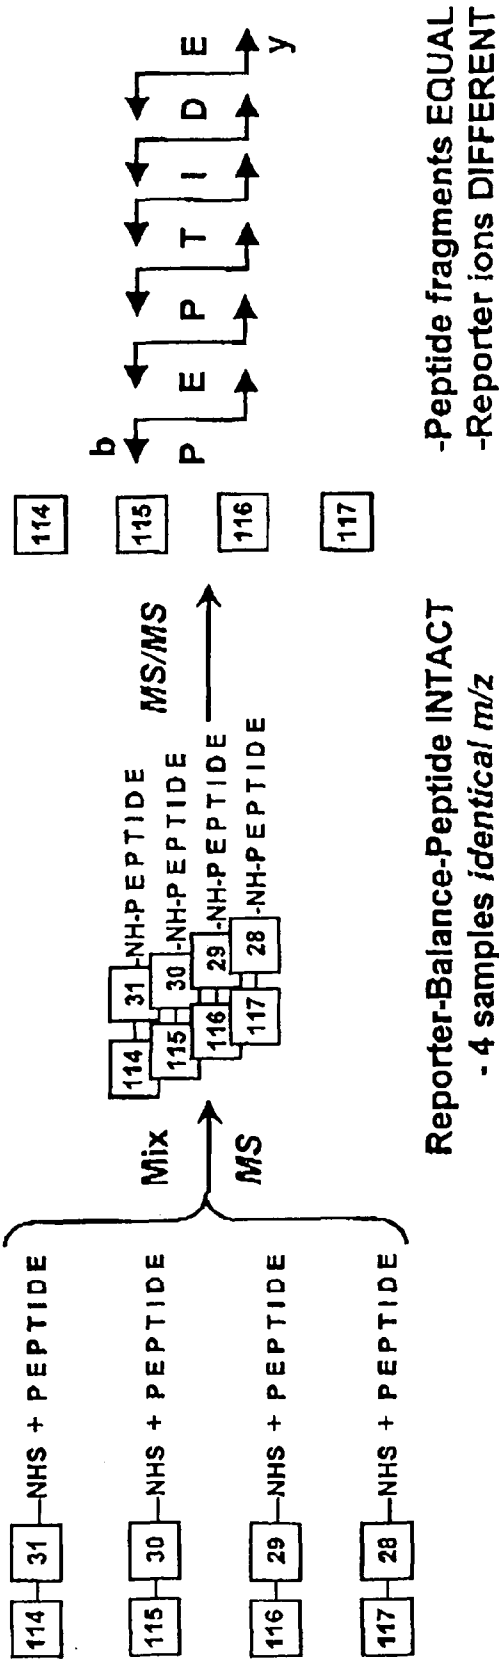 114 31 -NHS + PEPTIDE
115 30 -NHS + PEPTIDE
116 29 -NHS + PEPTIDE
117 28 -NHS + PEPTIDE
Mix
MS
114 31 -NH-PEPTIDE
115 30 -NH-PEPTIDE
116 29 -NH-PEPTIDE
117 28 -NH-PEPTIDE
Reporter-Balance-Peptide INTACT
- 4 samples identical m/z
MS/MS
114
115
116
117
b
P E P T I D E
y
-Peptide fragments EQUAL
-Reporter ions DIFFERENT